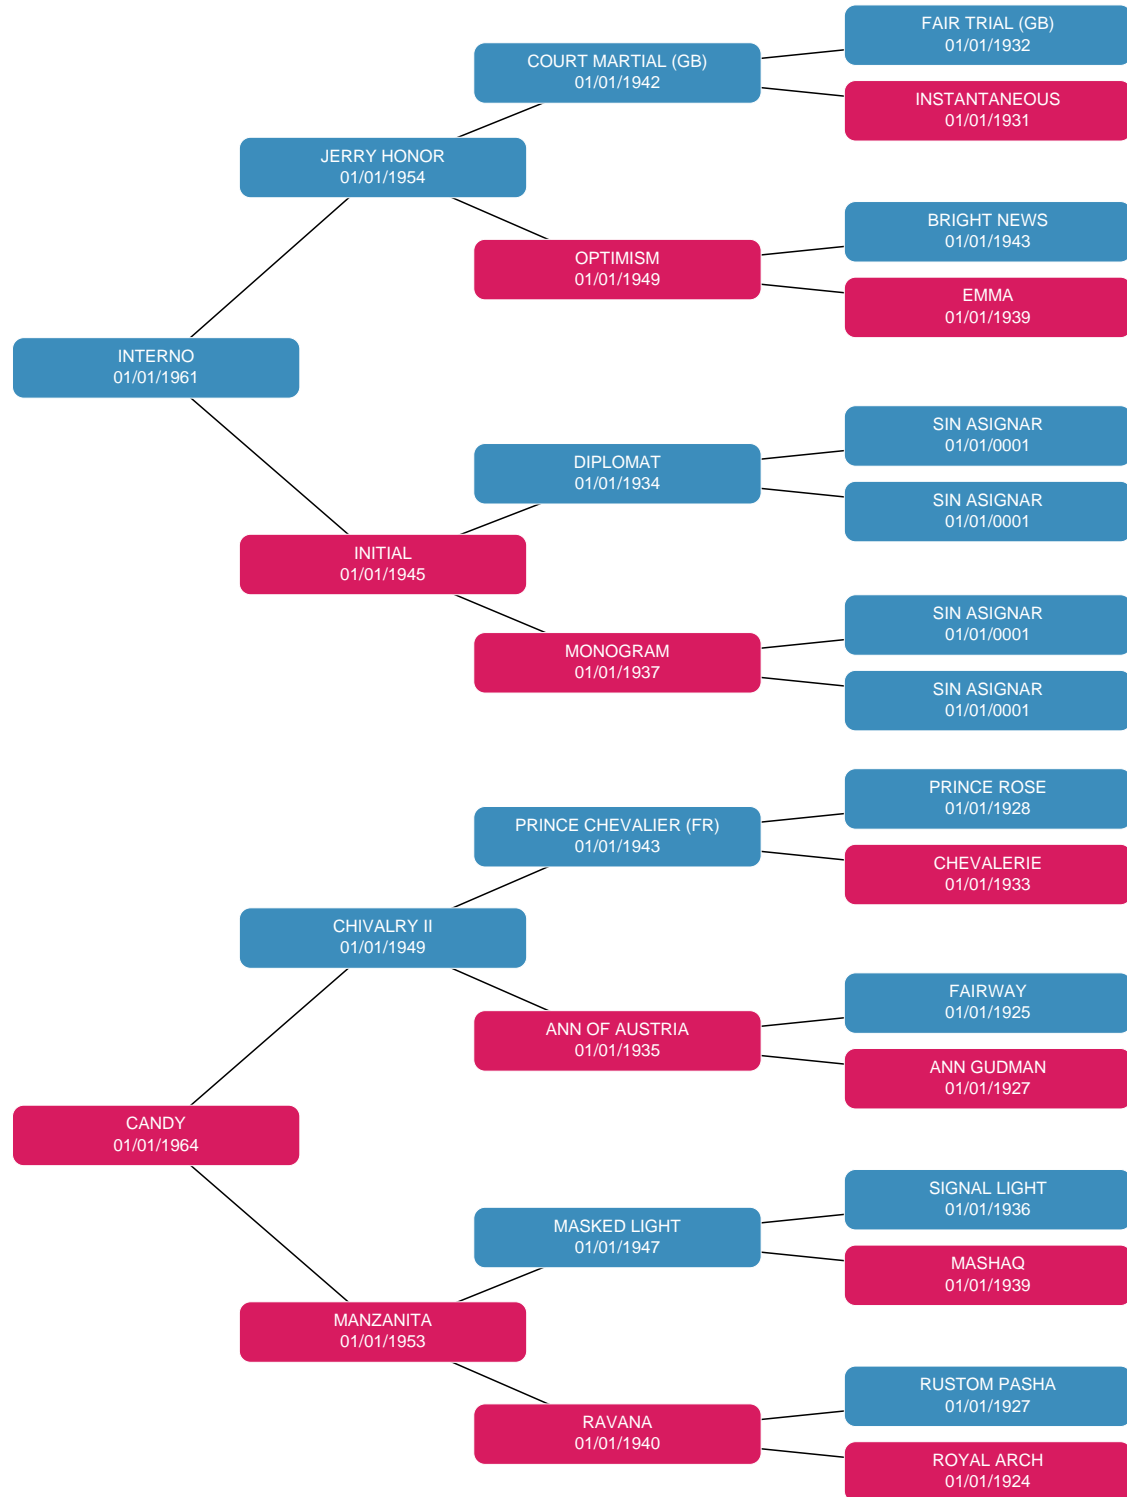 FAIR TRIAL (GB)
01/01/1932
COURT MARTIAL (GB)
01/01/1942
INSTANTANEOUS
01/01/1931
JERRY HONOR
01/01/1954
BRIGHT NEWS
01/01/1943
OPTIMISM
01/01/1949
EMMA
01/01/1939
INTERNO
01/01/1961
SIN ASIGNAR
01/01/0001
DIPLOMAT
01/01/1934
SIN ASIGNAR
01/01/0001
INITIAL
01/01/1945
SIN ASIGNAR
01/01/0001
MONOGRAM
01/01/1937
SIN ASIGNAR
01/01/0001
PRINCE ROSE
01/01/1928
PRINCE CHEVALIER (FR)
01/01/1943
CHEVALERIE
01/01/1933
CHIVALRY II
01/01/1949
FAIRWAY
01/01/1925
ANN OF AUSTRIA
01/01/1935
ANN GUDMAN
01/01/1927
CANDY
01/01/1964
SIGNAL LIGHT
01/01/1936
MASKED LIGHT
01/01/1947
MASHAQ
01/01/1939
MANZANITA
01/01/1953
RUSTOM PASHA
01/01/1927
RAVANA
01/01/1940
ROYAL ARCH
01/01/1924